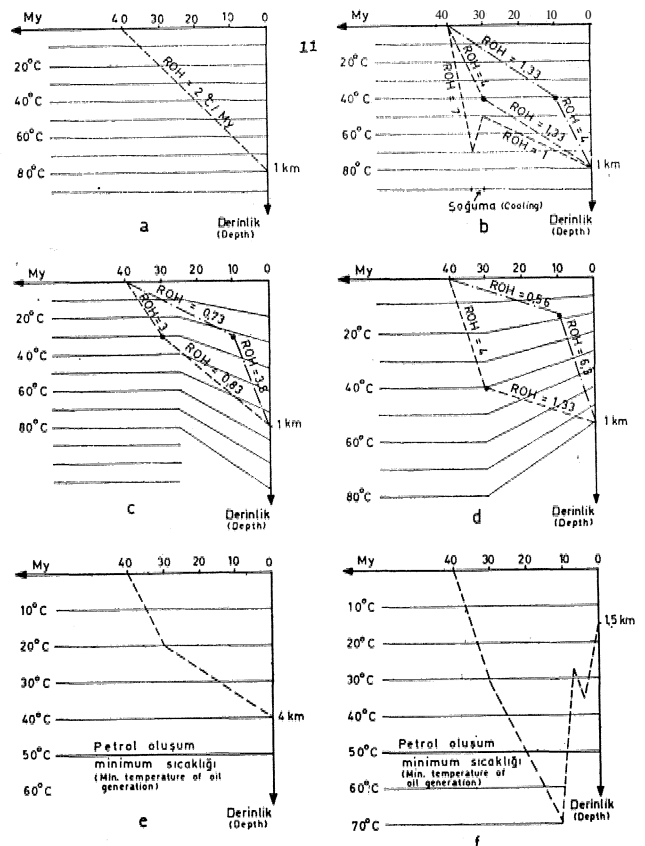 My 40 30 20 10 0
20°C
40°C
60°C
80°C
ROH = 2°C/My
1 km
Derinlik
(Depth)
a
11
My 40 30 20 10 0
20°C
40°C
60°C
80°C
ROH = 1.33
ROH = 4
ROH = 7
ROH = 1.33
ROH = 4
ROH = 1
1 km
Soğuma (Cooling)
Derinlik
(Depth)
b
My 40 30 20 10 0
20°C
40°C
60°C
80°C
ROH = 0,73
ROH = 3
ROH = 0,83
ROH = 3.8
1 km
Derinlik
(Depth)
c
My 40 30 20 10 0
20°C
40°C
60°C
80°C
ROH = 0,56
ROH = 4
ROH = 1,33
1 km
Derinlik
(Depth)
d
My 40 30 20 10 0
10°C
20°C
30°C
40°C
50°C
60°C
4 km
Petrol oluşum
minimum sıcaklığı
(Min. temperature of oil
generation)
Derinlik
(Depth)
e
My 40 30 20 10 0
10°C
20°C
30°C
40°C
50°C
60°C
70°C
1,5 km
Petrol oluşum
minimum sıcaklığı
(Min. temperature of
oil generation)
Derinlik
(Depth)
f